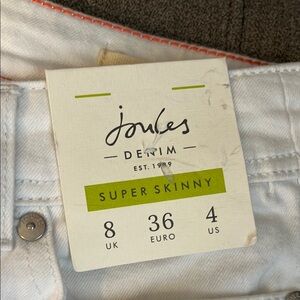 Joules
DENIM
EST. 1989
SUPER SKINNY
8 36 4
UK EURO US